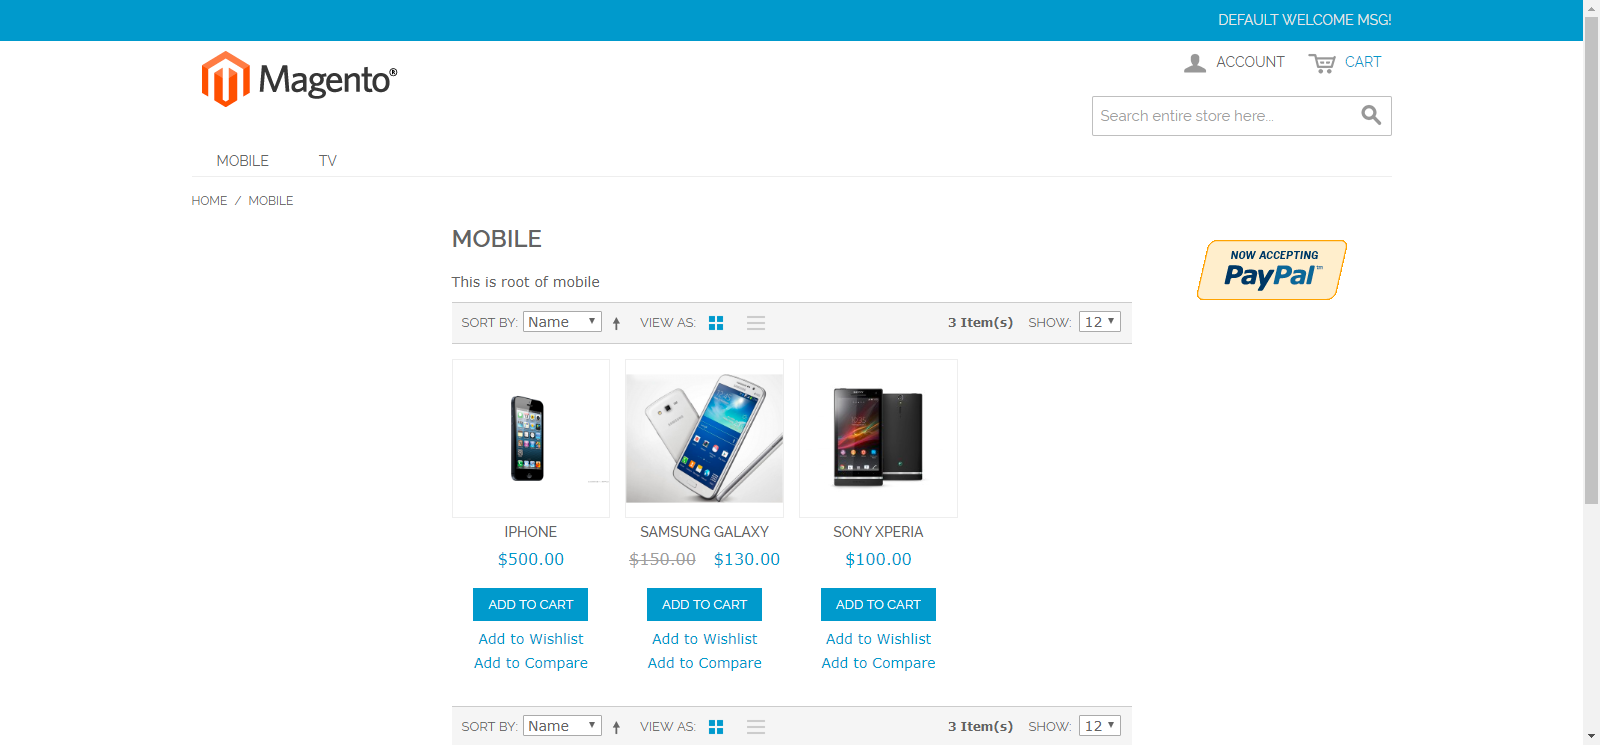 DEFAULT WELCOME MSG!
Magento®
ACCOUNT CART
Search entire store here...
MOBILE TV
HOME / MOBILE
MOBILE
NOW ACCEPTING
PayPal™
This is root of mobile
SORT BY: Name VIEW AS: 3 Item(s) SHOW: 12
IPHONE SAMSUNG GALAXY SONY XPERIA
$500.00 $150.00 $130.00 $100.00
ADD TO CART ADD TO CART ADD TO CART
Add to Wishlist Add to Wishlist Add to Wishlist
Add to Compare Add to Compare Add to Compare
SORT BY: Name VIEW AS: 3 Item(s) SHOW: 12